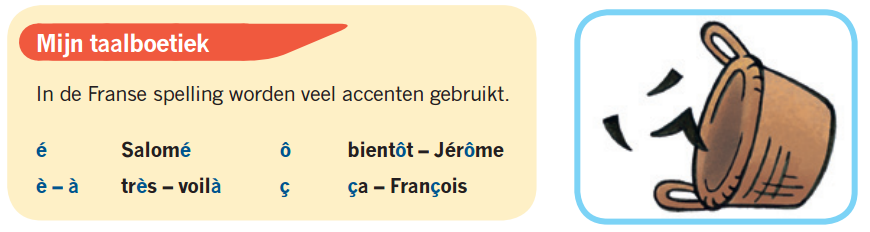 Mijn taalboetiek
In de Franse spelling worden veel accenten gebruikt.
é Salomé ô bientôt – Jérôme
è – à très – voilà ç ça – François